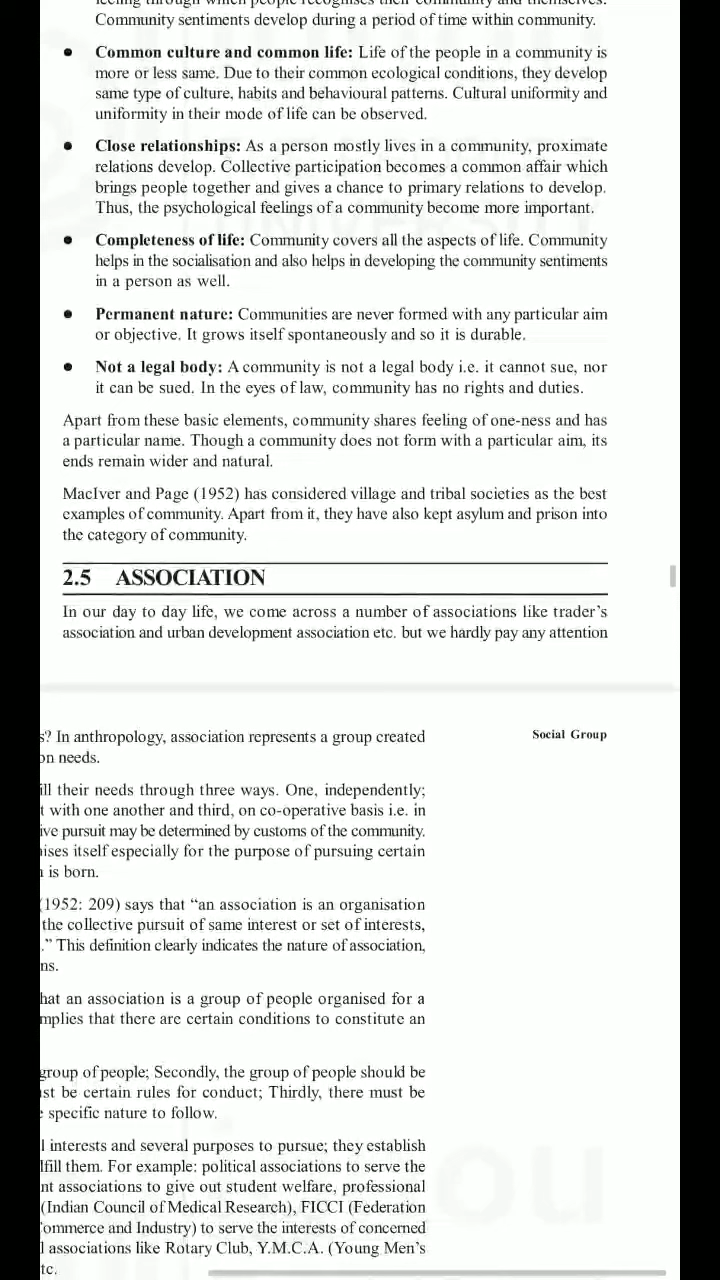 Community sentiments develop during a period of time within community.
● Common culture and common life: Life of the people in a community is
more or less same. Due to their common ecological conditions, they develop
same type of culture, habits and behavioural patterns. Cultural uniformity and
uniformity in their mode of life can be observed.
● Close relationships: As a person mostly lives in a community, proximate
relations develop. Collective participation becomes a common affair which
brings people together and gives a chance to primary relations to develop.
Thus, the psychological feelings of a community become more important.
● Completeness of life: Community covers all the aspects of life. Community
helps in the socialisation and also helps in developing the community sentiments
in a person as well.
● Permanent nature: Communities are never formed with any particular aim
or objective. It grows itself spontaneously and so it is durable.
● Not a legal body: A community is not a legal body i.e. it cannot sue, nor
it can be sued. In the eyes of law, community has no rights and duties.
Apart from these basic elements, community shares feeling of one-ness and has
a particular name. Though a community does not form with a particular aim, its
ends remain wider and natural.
MacIver and Page (1952) has considered village and tribal societies as the best
examples of community. Apart from it, they have also kept asylum and prison into
the category of community.
2.5 ASSOCIATION
In our day to day life, we come across a number of associations like trader's
association and urban development association etc. but we hardly pay any attention
s? In anthropology, association represents a group created
on needs.
Social Group
ill their needs through three ways. One, independently;
t with one another and third, on co-operative basis i.e. in
ive pursuit may be determined by customs of the community.
ises itself especially for the purpose of pursuing certain
is born.
(1952: 209) says that "an association is an organisation
the collective pursuit of same interest or set of interests,
." This definition clearly indicates the nature of association,
ns.
hat an association is a group of people organised for a
mplies that there are certain conditions to constitute an
group of people; Secondly, the group of people should be
st be certain rules for conduct; Thirdly, there must be
specific nature to follow.
l interests and several purposes to pursue; they establish
lfill them. For example: political associations to serve the
nt associations to give out student welfare, professional
(Indian Council of Medical Research), FICCI (Federation
ommerce and Industry) to serve the interests of concerned
l associations like Rotary Club, Y.M.C.A. (Young Men's
tc.